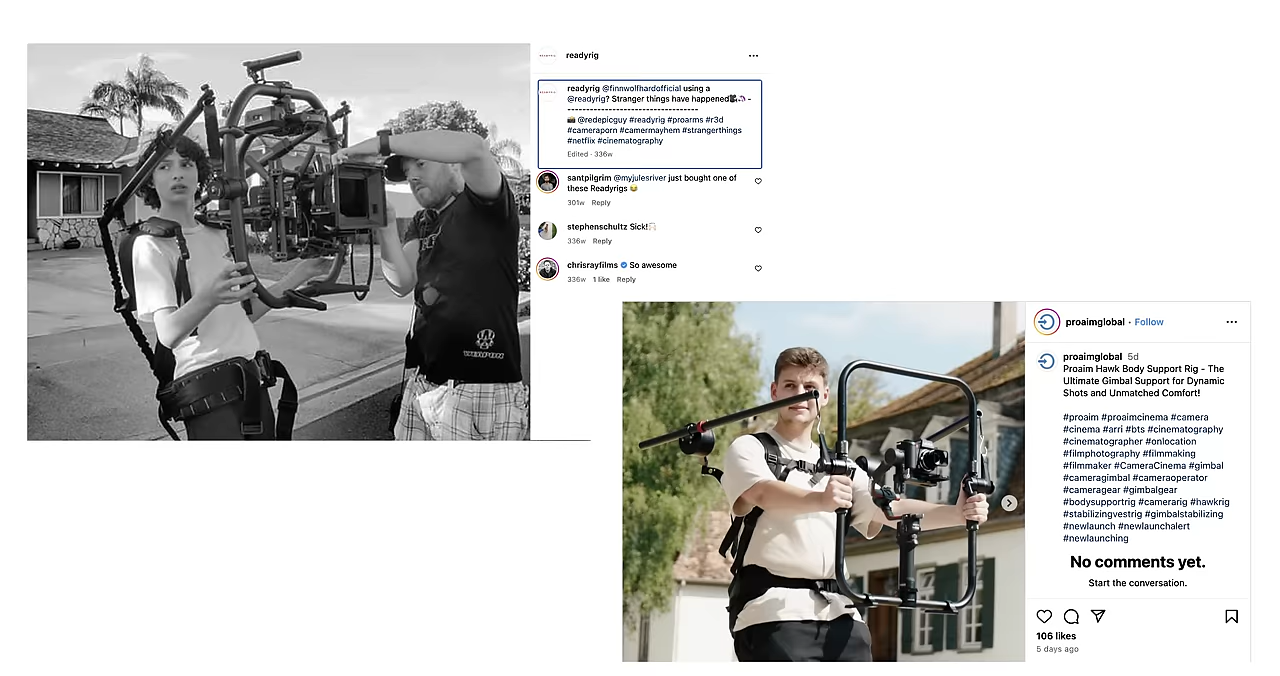 readyrig
•••
readyrig @finnwolfhardofficial using a
@readyrig? Stranger things have happened🎥🦄 -
-----------------------------------
📷 @redepicguy #readyrig #proarms #r3d
#cameraporn #camermayhem #strangerthings
#netflix #cinematography
Edited · 336w
santpilgrim @myjulesriver just bought one of
these Readyrigs 😂
301w Reply
stephenschultz Sick!
336w Reply
chrisrayfilms So awesome
336w 1 like Reply
WEAPON
proaimglobal · Follow
•••
proaimglobal 5d
Proaim Hawk Body Support Rig - The
Ultimate Gimbal Support for Dynamic
Shots and Unmatched Comfort!
#proaim #proaimcinema #camera
#cinema #arri #bts #cinematography
#cinematographer #onlocation
#filmphotography #filmmaking
#filmmaker #CameraCinema #gimbal
#cameragimbal #cameraoperator
#cameragear #gimbalgear
#bodysupportrig #camerarig #hawkrig
#stabilizingvestrig #gimbalstabilizing
#newlaunch #newlaunchalert
#newlaunching
No comments yet.
Start the conversation.
106 likes
5 days ago